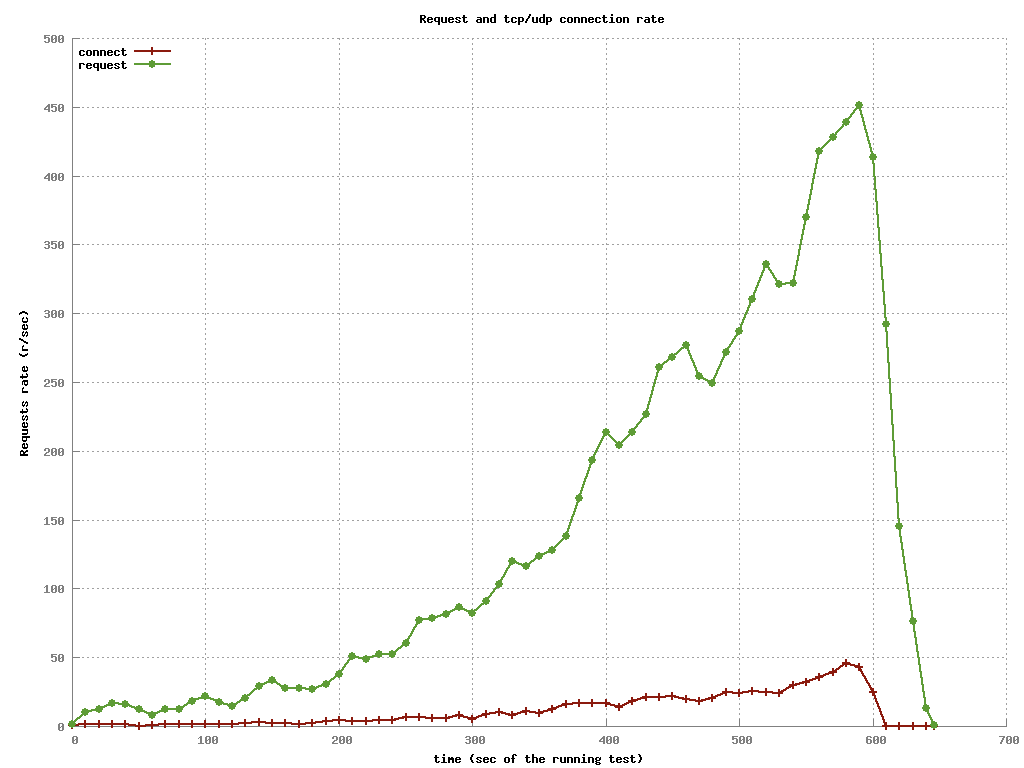 Request and tcp/udp connection rate
connect
request
500
450
400
350
300
250
200
150
100
50
0
Requests rate (r/sec)
0 100 200 300 400 500 600 700
time (sec of the running test)